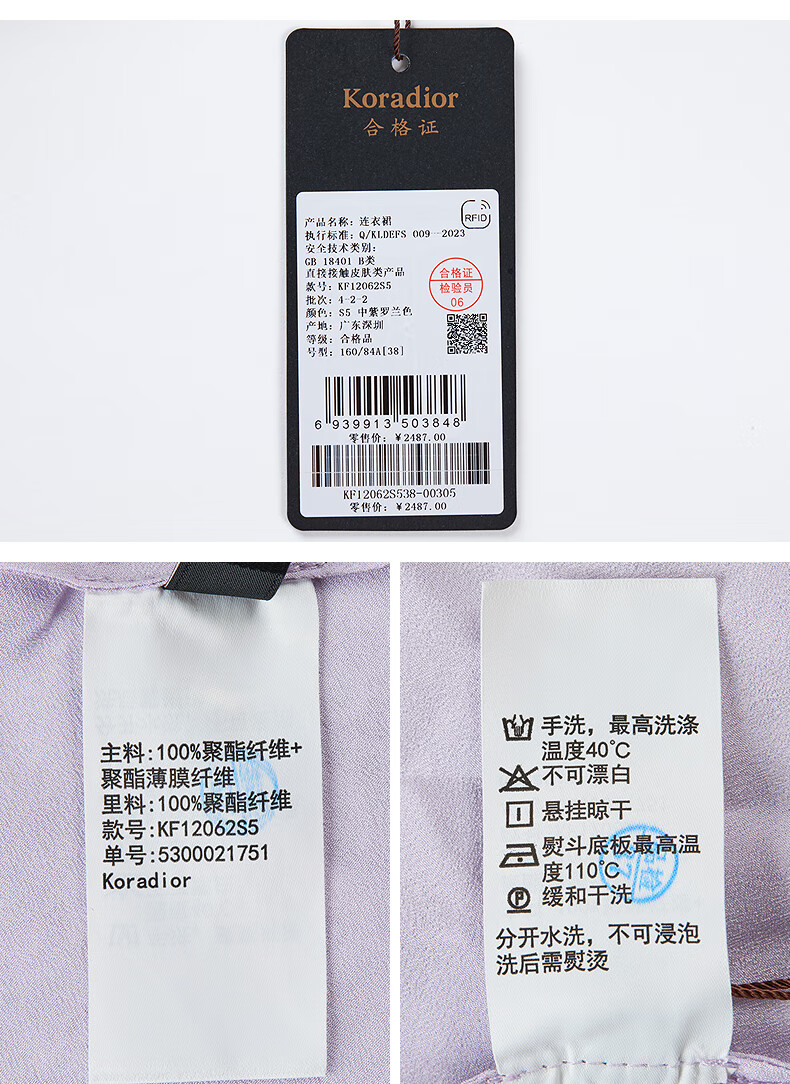 Koradior
合格证
RFID
产品名称: 连衣裙
执行标准: Q/KLDEFS 009-2023
安全技术类别:
GB 18401 B类
直接接触皮肤类产品
款号: KF12062S5
批次: 4-2-2
颜色: S5 中紫罗兰色
产地: 广东深圳
等级: 合格品
号型: 160/84A[38]
合格证
检验员
06
6 939913 503848
零售价: ¥2487.00
KF12062S538-00305
零售价: ¥2487.00
主料:100%聚酯纤维+
聚酯薄膜纤维
里料:100%聚酯纤维
款号:KF12062S5
单号:5300021751
Koradior
手洗，最高洗涤
温度40℃
不可漂白
悬挂晾干
熨斗底板最高温
度110℃
P 缓和干洗
分开水洗，不可浸泡
洗后需熨烫